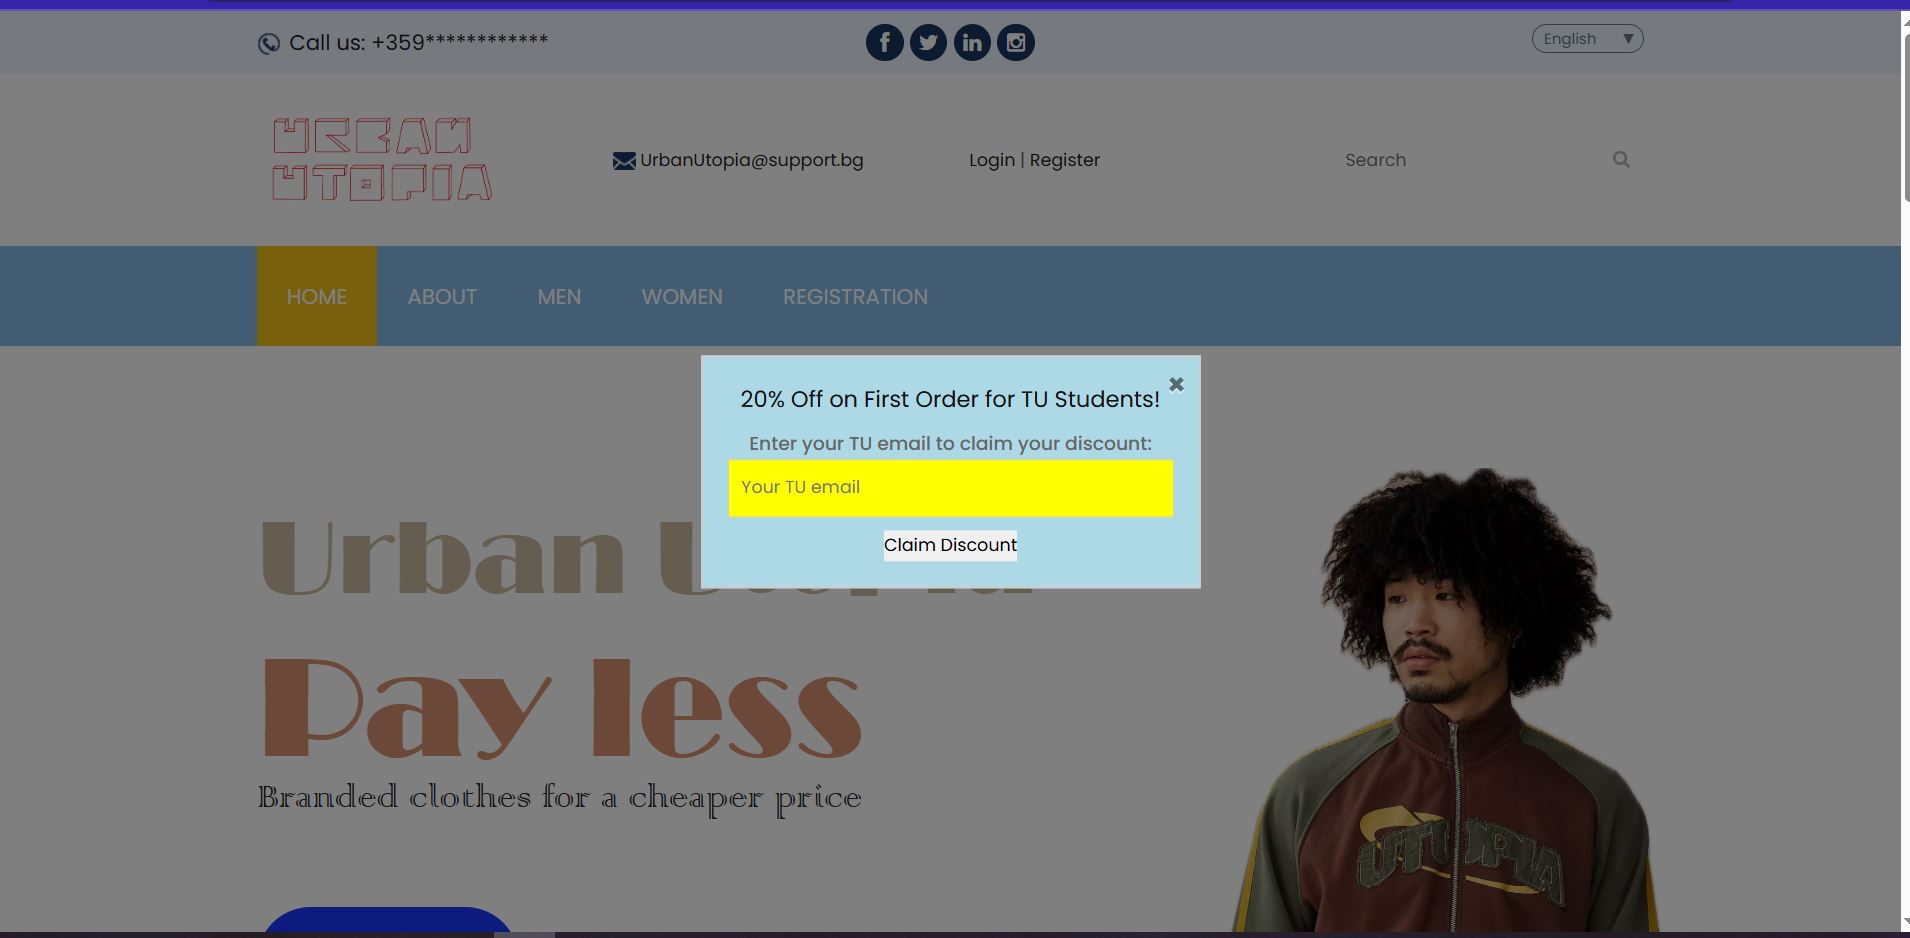 Call us: +359************
English
URBAN
UTOPIA
UrbanUtopia@support.bg
Login | Register
Search
HOME
ABOUT
MEN
WOMEN
REGISTRATION
20% Off on First Order for TU Students!
Enter your TU email to claim your discount:
Your TU email
Claim Discount
Urban Utopia
Pay less
Branded clothes for a cheaper price
UTOPIA